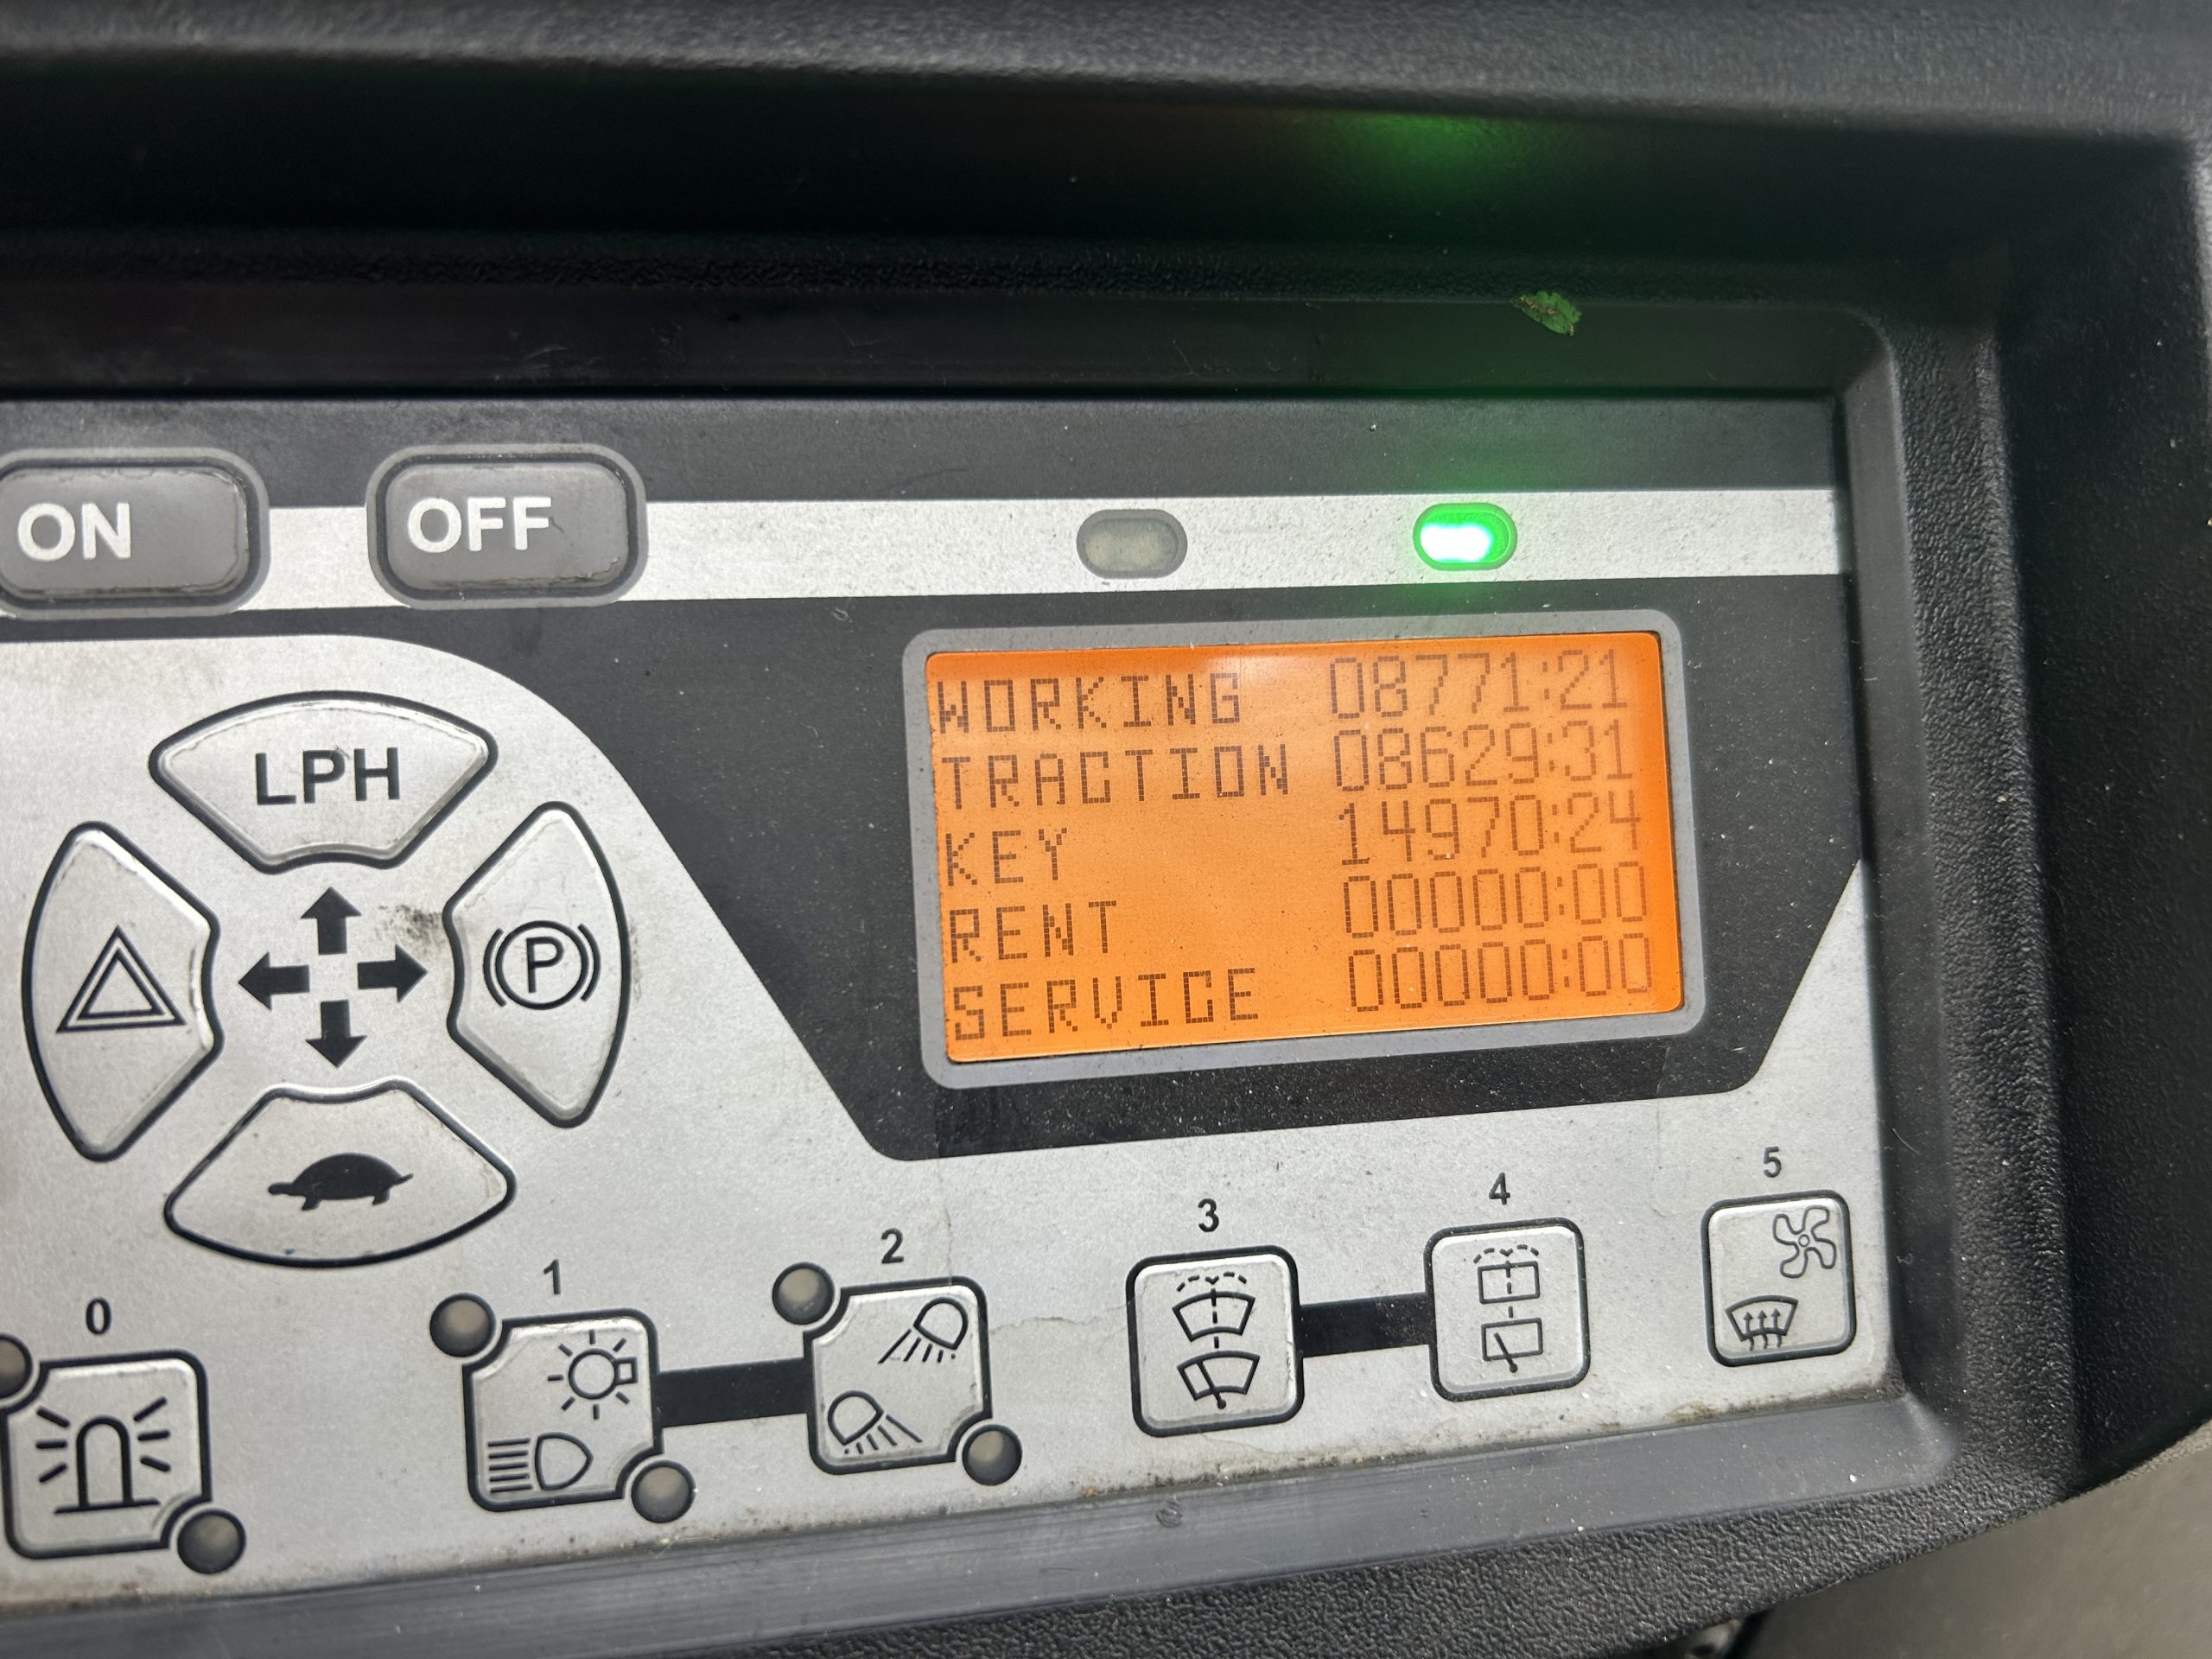 ON OFF
LPH
P
WORKING 08771:21
TRACTION 08629:31
KEY 14970:24
RENT 00000:00
SERVICE 00000:00
0 1 2 3 4 5